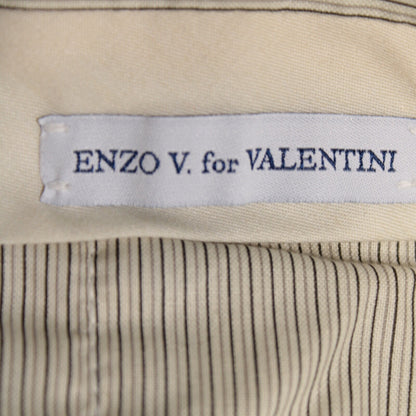 ENZO V. for VALENTINI